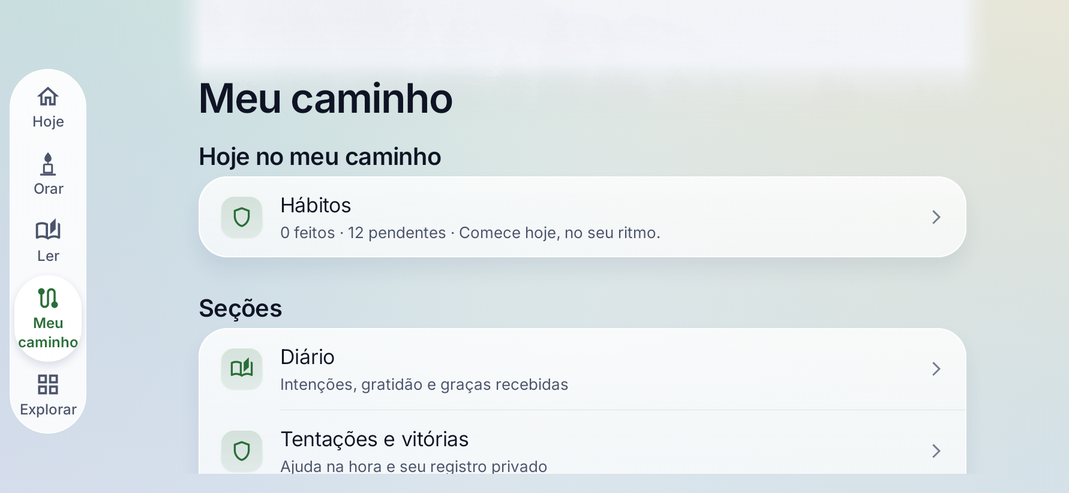 Hoje
Orar
Ler
Meu
caminho
Explorar
Meu caminho
Hoje no meu caminho
Hábitos
0 feitos · 12 pendentes · Comece hoje, no seu ritmo.
Seções
Diário
Intenções, gratidão e graças recebidas
Tentações e vitórias
Ajuda na hora e seu registro privado